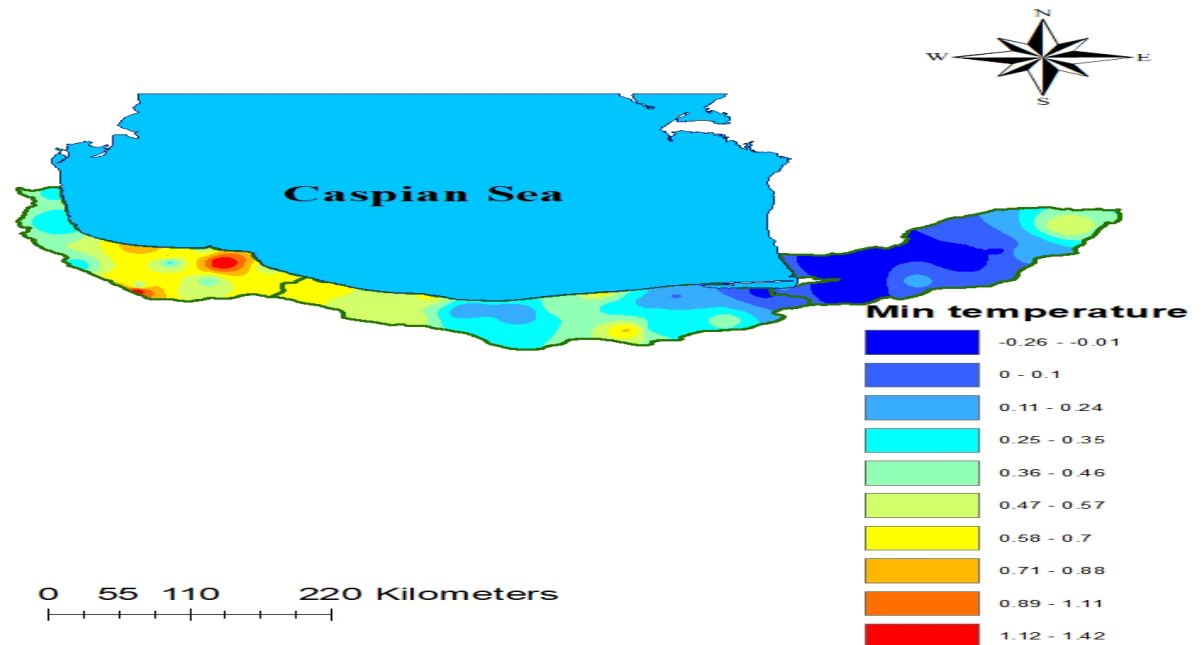 N
W E
S
Caspian Sea
Min temperature
-0.26 - -0.01
0 - 0.1
0.11 - 0.24
0.25 - 0.35
0.36 - 0.46
0.47 - 0.57
0.58 - 0.7
0.71 - 0.88
0.89 - 1.11
1.12 - 1.42
0 55 110 220 Kilometers